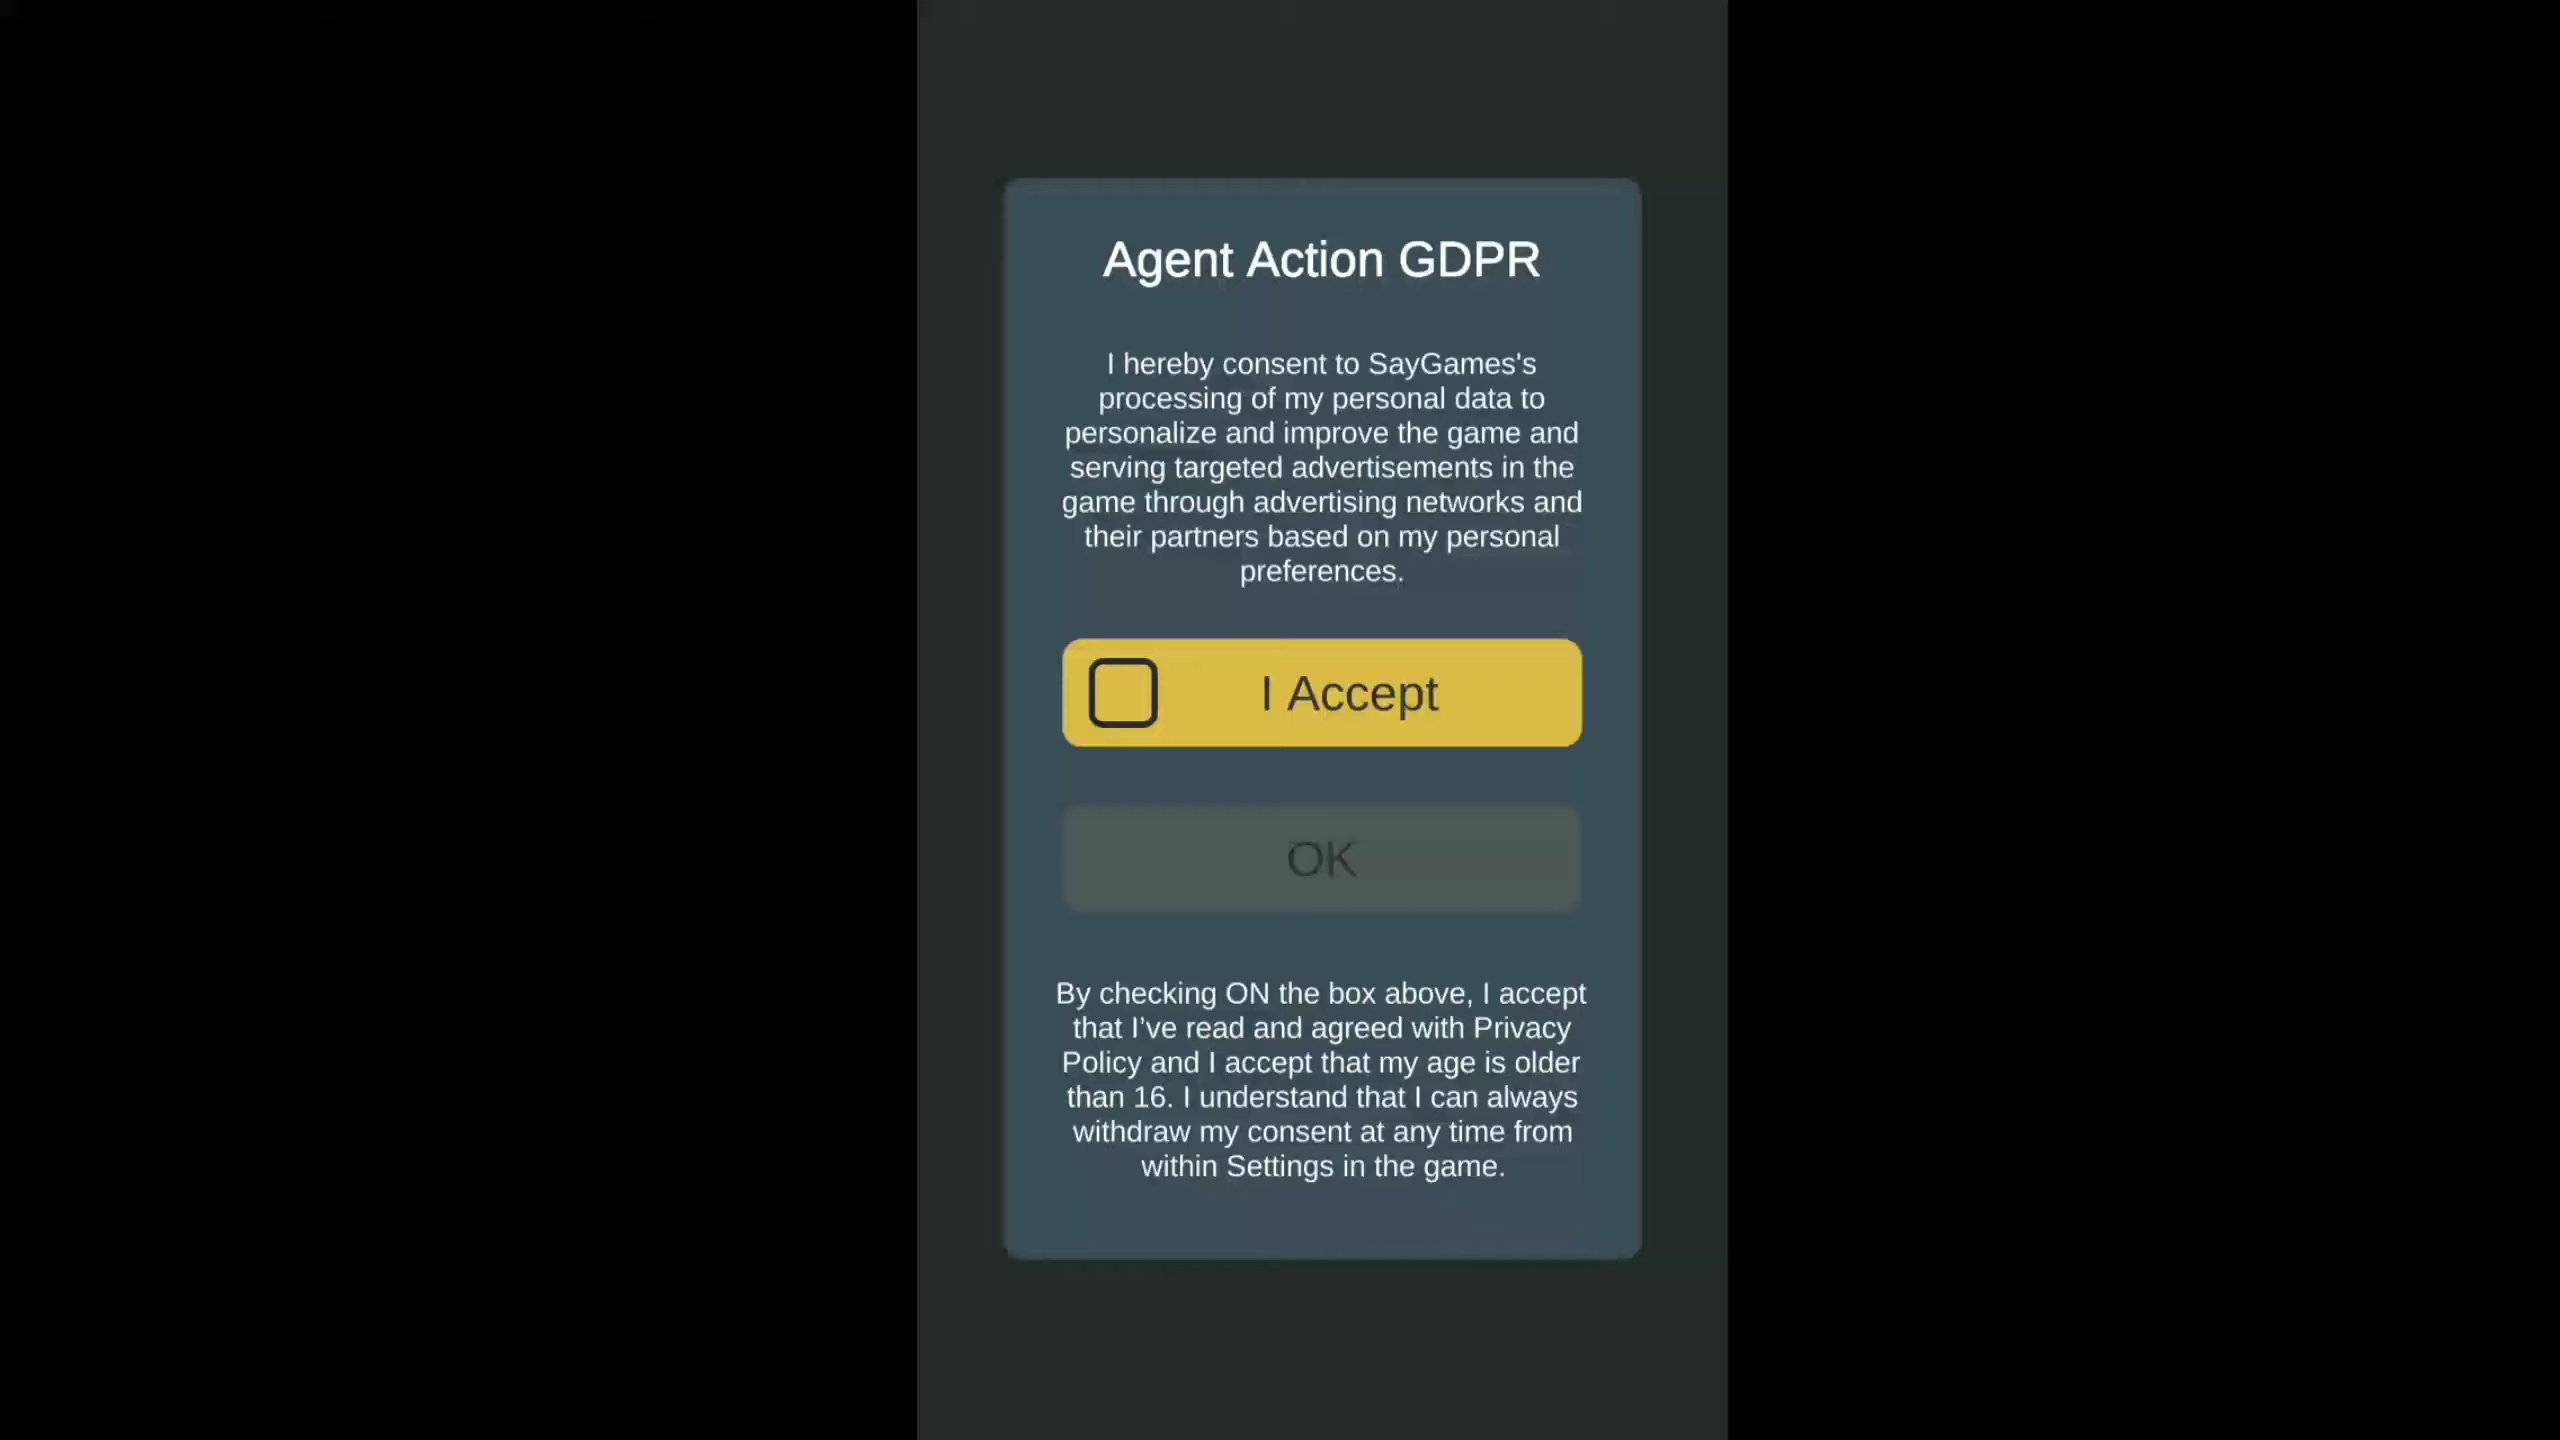 Agent Action GDPR
I hereby consent to SayGames's
processing of my personal data to
personalize and improve the game and
serving targeted advertisements in the
game through advertising networks and
their partners based on my personal
preferences.
I Accept
OK
By checking ON the box above, I accept
that I’ve read and agreed with Privacy
Policy and I accept that my age is older
than 16. I understand that I can always
withdraw my consent at any time from
within Settings in the game.